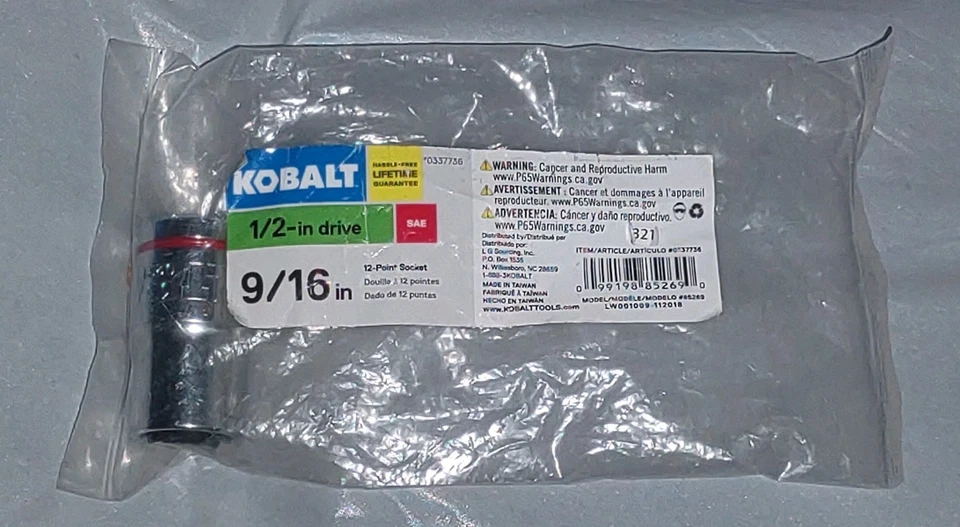 KOBALT
HASSLE-FREE
LIFETIME
GUARANTEE
#0337736
1/2-in drive
SAE
9/16 in
12-Point Socket
Douille à 12 pointes
Dado de 12 puntas
⚠WARNING: Cancer and Reproductive Harm
www.P65Warnings.ca.gov
⚠AVERTISSEMENT : Cancer et dommages à l'appareil
reproducteur. www.P65Warnings.ca.gov
⚠ADVERTENCIA: Cáncer y daño reproductivo.
www.P65Warnings.ca.gov
321
Distributed by/Distribué par
Distribuido por:
L G Sourcing, Inc.
P.O. Box 1535
N. Wilkesboro, NC 28659
1-888-3KOBALT
MADE IN TAIWAN
FABRIQUÉ À TAÏWAN
HECHO EN TAIWÁN
www.KOBALTTOOLS.com
ITEM/ARTICLE/ARTÍCULO #0337736
0 99198 85269 0
MODEL/MODÈLE/MODELO #85269
LW001009-112018